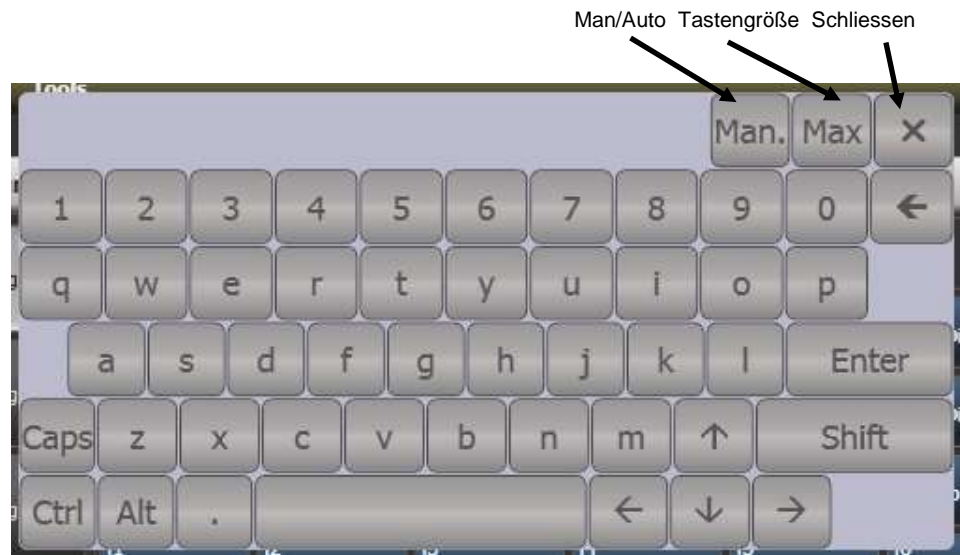 Man/Auto Tastengröße Schliessen
Tools
Man. Max ×
1 2 3 4 5 6 7 8 9 0 ←
q w e r t y u i o p
a s d f g h j k l Enter
Caps z x c v b n m ↑ Shift
Ctrl Alt . ← ↓ →